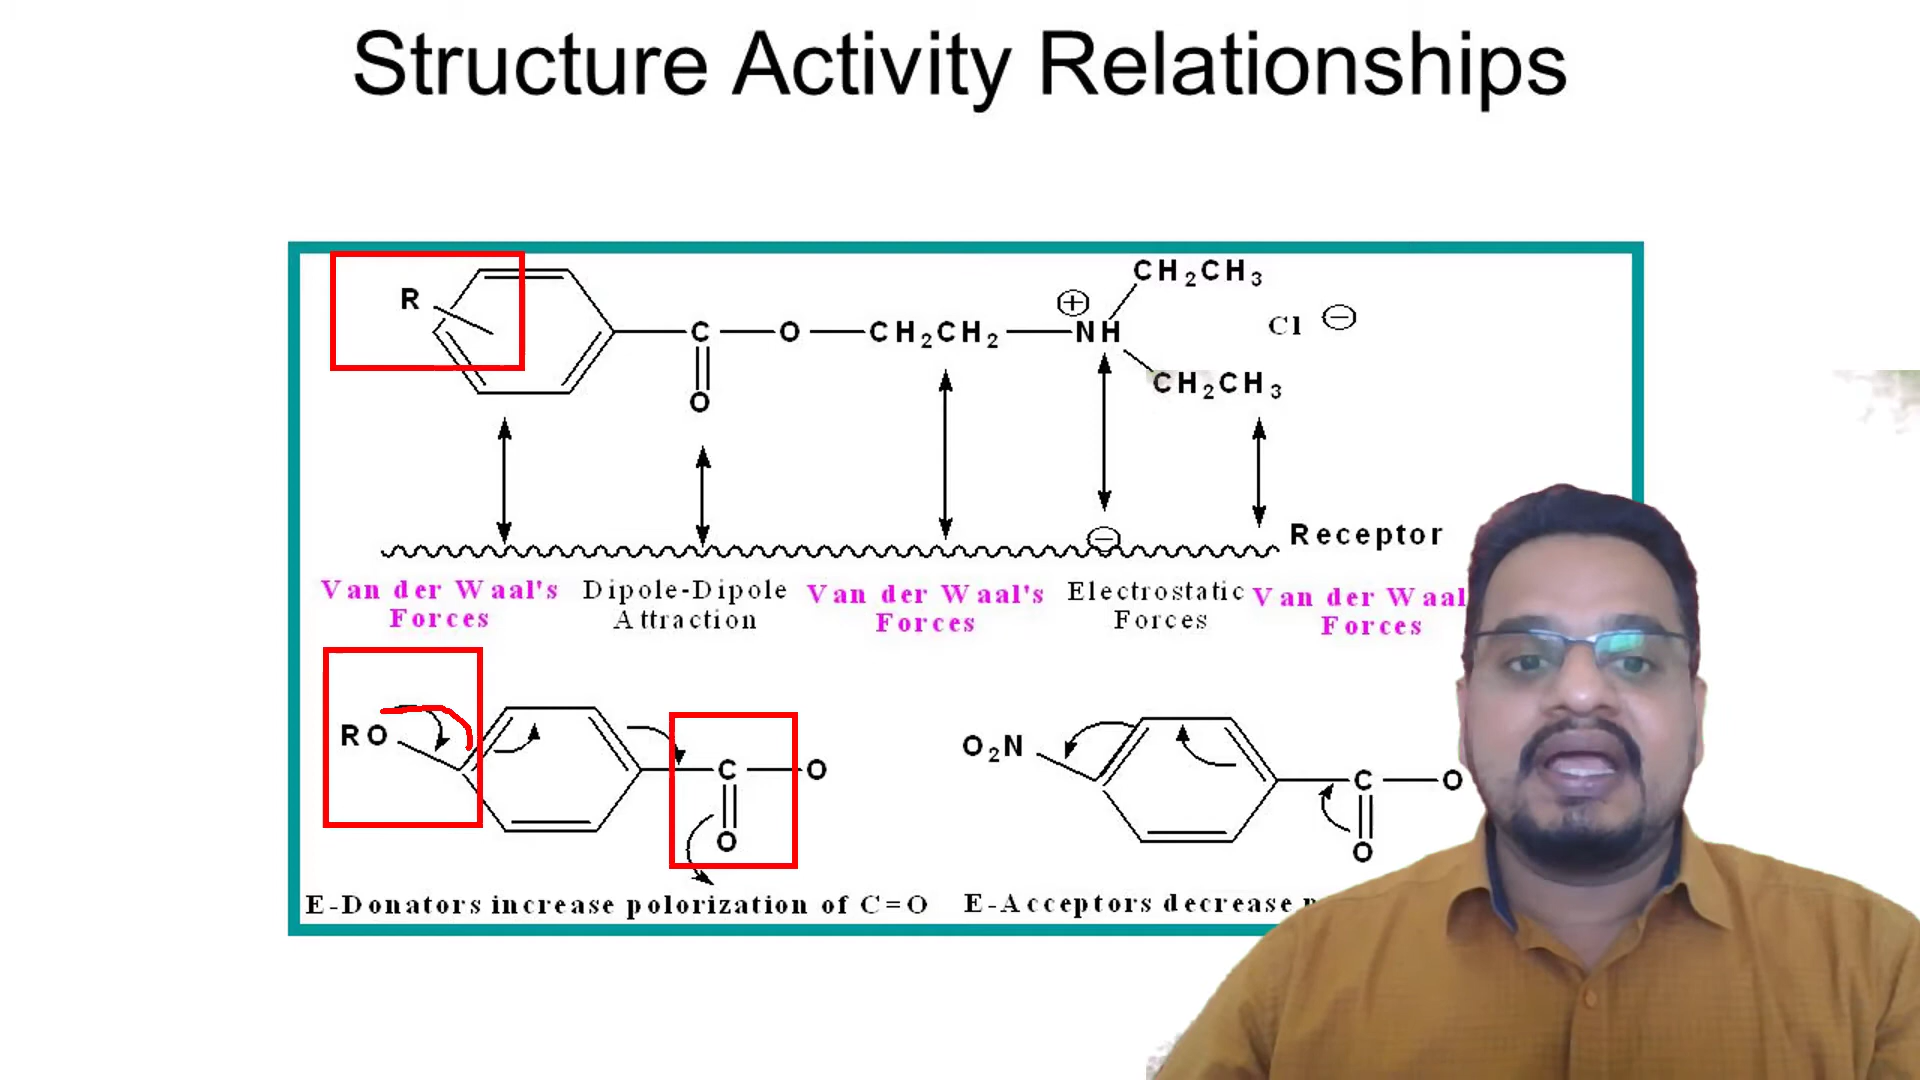 Structure Activity Relationships
R
C
O
CH2CH2
NH
⊕
CH2CH3
Cl ⊖
CH2CH3
O
⊖
Receptor
Van der Waal's
Forces
Dipole-Dipole
Attraction
Van der Waal's
Forces
Electrostatic
Forces
Van der Waal
Forces
RO
C
O
O
O2N
C
O
O
E-Donators increase polorization of C=O
E-Acceptors decrease